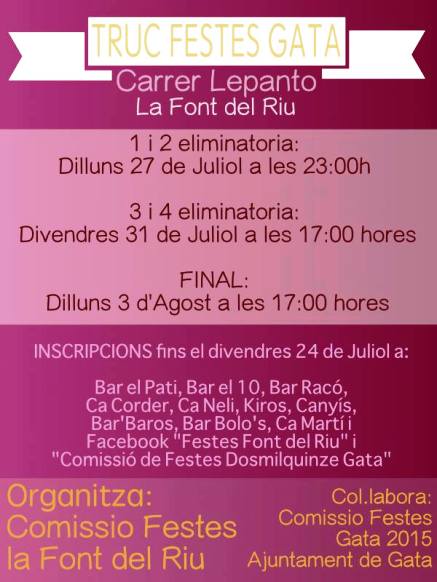 TRUC FESTES GATA
Carrer Lepanto
La Font del Riu
1 i 2 eliminatoria:
Dilluns 27 de Juliol a les 23:00h
3 i 4 eliminatoria:
Divendres 31 de Juliol a les 17:00 hores
FINAL:
Dilluns 3 d'Agost a les 17:00 hores
INSCRIPCIONS fins el divendres 24 de Juliol a:
Bar el Pati, Bar el 10, Bar Racó,
Ca Corder, Ca Neli, Kiros, Canyís,
Bar'Baros, Bar Bolo's, Ca Martí i
Facebook "Festes Font del Riu" i
"Comissió de Festes Dosmilquinze Gata"
Organitza:
Comissio Festes
la Font del Riu
Col.labora:
Comissio Festes
Gata 2015
Ajuntament de Gata